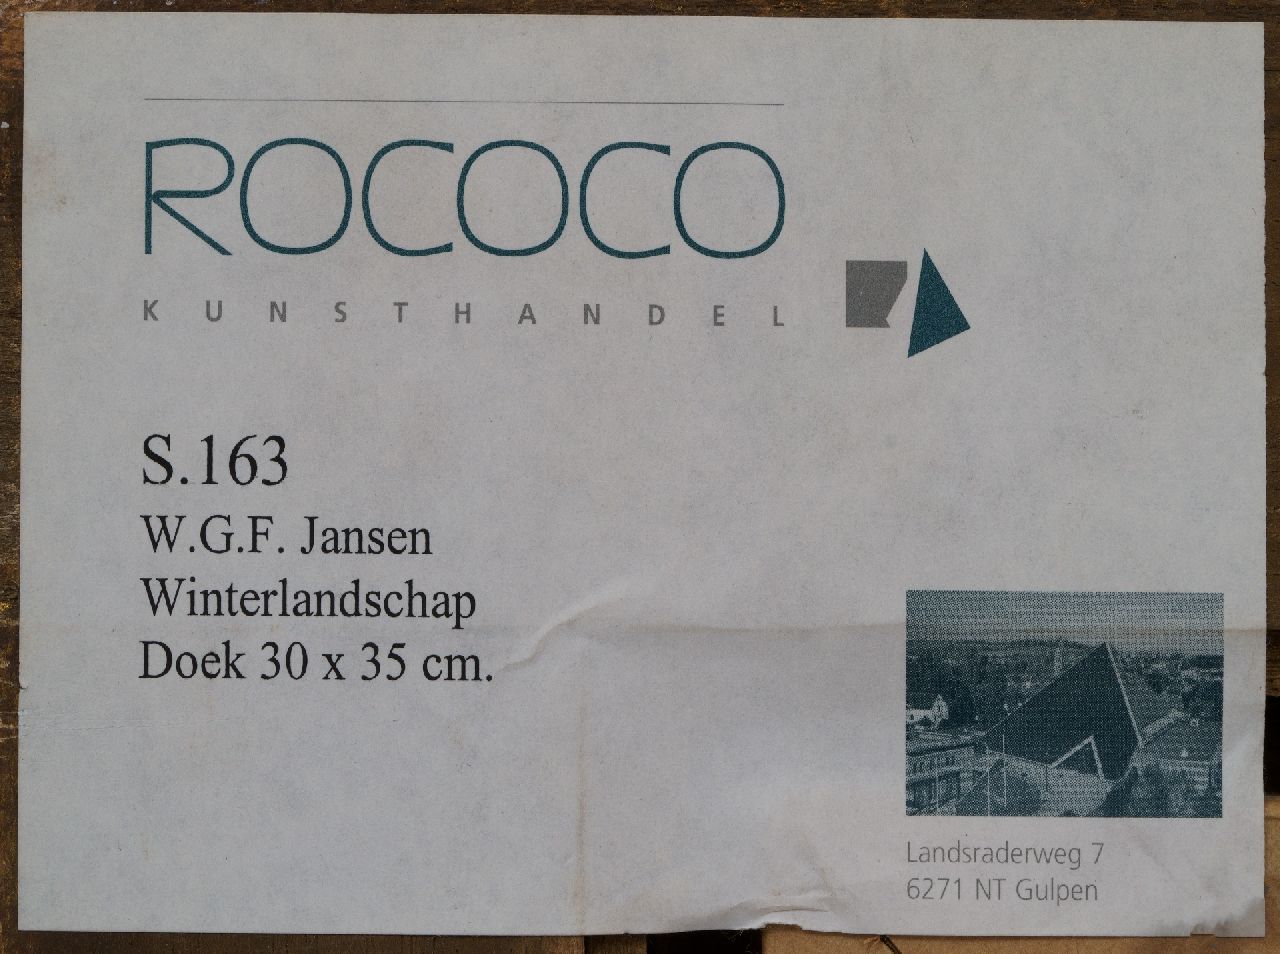 ROCOCO
KUNSTHANDEL
S.163
W.G.F. Jansen
Winterlandschap
Doek 30 x 35 cm.
Landsraderweg 7
6271 NT Gulpen